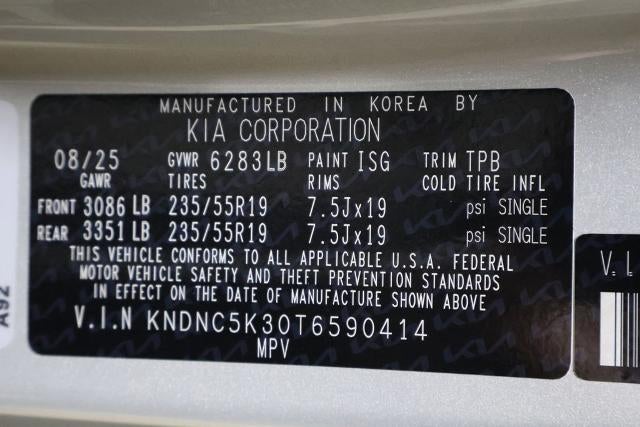 MANUFACTURED IN KOREA BY
KIA CORPORATION
08/25 GVWR 6283LB PAINT ISG TRIM TPB
GAWR TIRES RIMS COLD TIRE INFL
FRONT 3086 LB 235/55R19 7.5Jx19 psi SINGLE
REAR 3351 LB 235/55R19 7.5Jx19 psi SINGLE
THIS VEHICLE CONFORMS TO ALL APPLICABLE U.S.A. FEDERAL
MOTOR VEHICLE SAFETY AND THEFT PREVENTION STANDARDS
IN EFFECT ON THE DATE OF MANUFACTURE SHOWN ABOVE
V.I.N KNDNC5K30T6590414
MPV
A92
V. I.